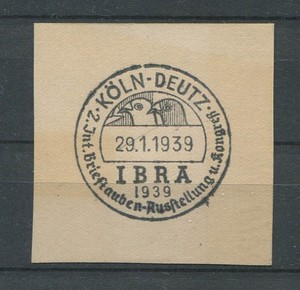 KÖLN-DEUTZ
29.1.1939
IBRA
1939
2. Int. Brieftauben-Ausstellung u. Kongreß